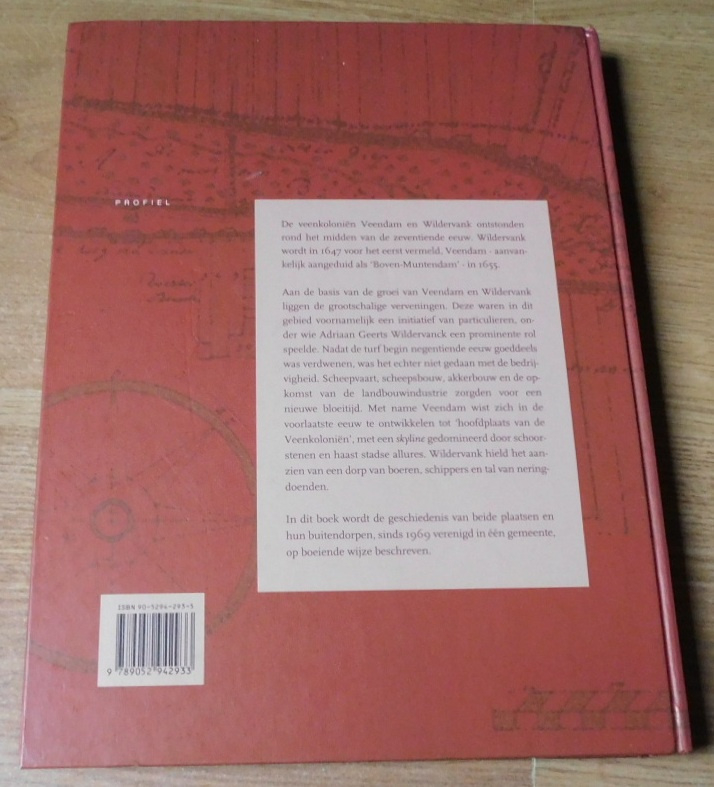 PROFIEL
De veenkoloniën Veendam en Wildervank ontstonden
rond het midden van de zeventiende eeuw. Wildervank
wordt in 1647 voor het eerst vermeld, Veendam - aanvan-
kelijk aangeduid als 'Boven-Muntendam' - in 1655.
Aan de basis van de groei van Veendam en Wildervank
liggen de grootschalige verveningen. Deze waren in dit
gebied voornamelijk een initiatief van particulieren, on-
der wie Adriaan Geerts Wildervanck een prominente rol
speelde. Nadat de turf begin negentiende eeuw goeddeels
was verdwenen, was het echter niet gedaan met de bedrij-
vigheid. Scheepvaart, scheepsbouw, akkerbouw en de op-
komst van de landbouwindustrie zorgden voor een
nieuwe bloeitijd. Met name Veendam wist zich in de
voorlaatste eeuw te ontwikkelen tot 'hoofdplaats van de
Veenkoloniën', met een skyline gedomineerd door schoor-
stenen en haast stadse allures. Wildervank hield het aan-
zien van een dorp van boeren, schippers en tal van nering-
doenden.
In dit boek wordt de geschiedenis van beide plaatsen en
hun buitendorpen, sinds 1969 verenigd in één gemeente,
op boeiende wijze beschreven.
ISBN 90-5294-293-5
9 789052 942933